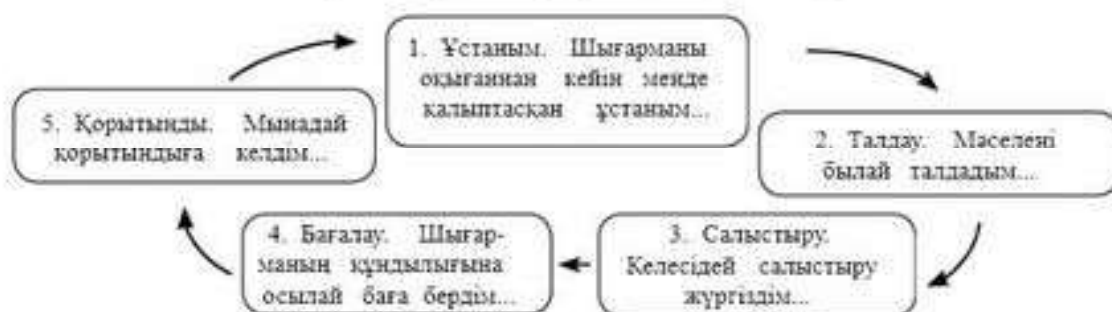 1. Ұстаным. Шығарманы
оқығаннан кейін менде
қалыптасқан ұстаным...
2. Талдау. Мәселені
былай талдадым...
3. Салыстыру.
Келесідей салыстыру
жүргіздім...
4. Бағалау. Шығар-
маның құндылығына
осылай баға бердім...
5. Қорытынды. Мынадай
қорытындыға келдім...